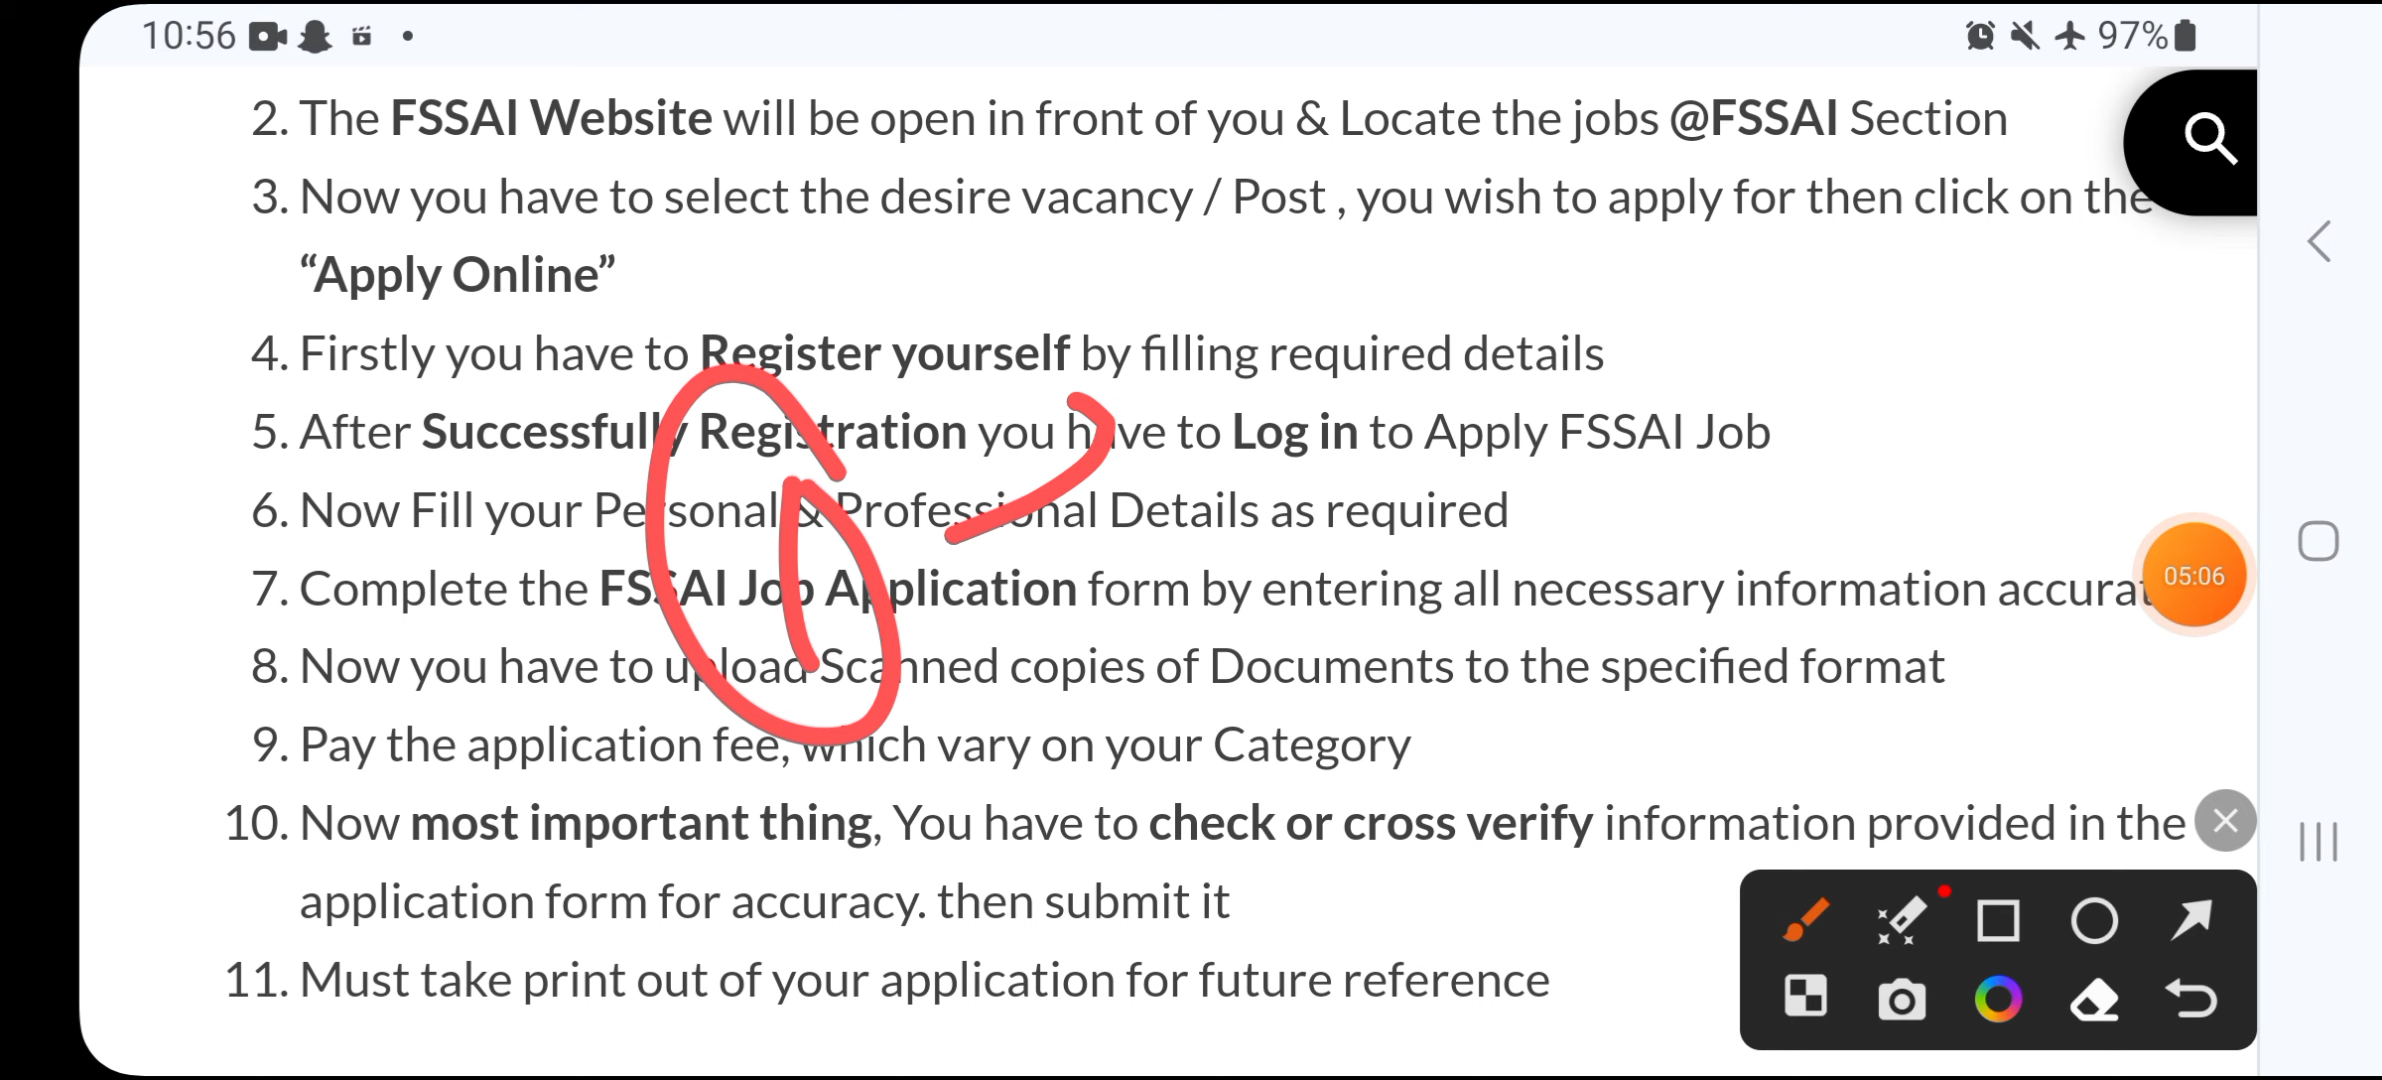 10:56
97%
2. The FSSAI Website will be open in front of you & Locate the jobs @FSSAI Section
3. Now you have to select the desire vacancy / Post , you wish to apply for then click on the
“Apply Online”
4. Firstly you have to Register yourself by filling required details
5. After Successfully Registration you have to Log in to Apply FSSAI Job
6. Now Fill your Personal & Professional Details as required
7. Complete the FSSAI Job Application form by entering all necessary information accurat
05:06
8. Now you have to upload Scanned copies of Documents to the specified format
9. Pay the application fee, which vary on your Category
10. Now most important thing, You have to check or cross verify information provided in the
application form for accuracy. then submit it
11. Must take print out of your application for future reference